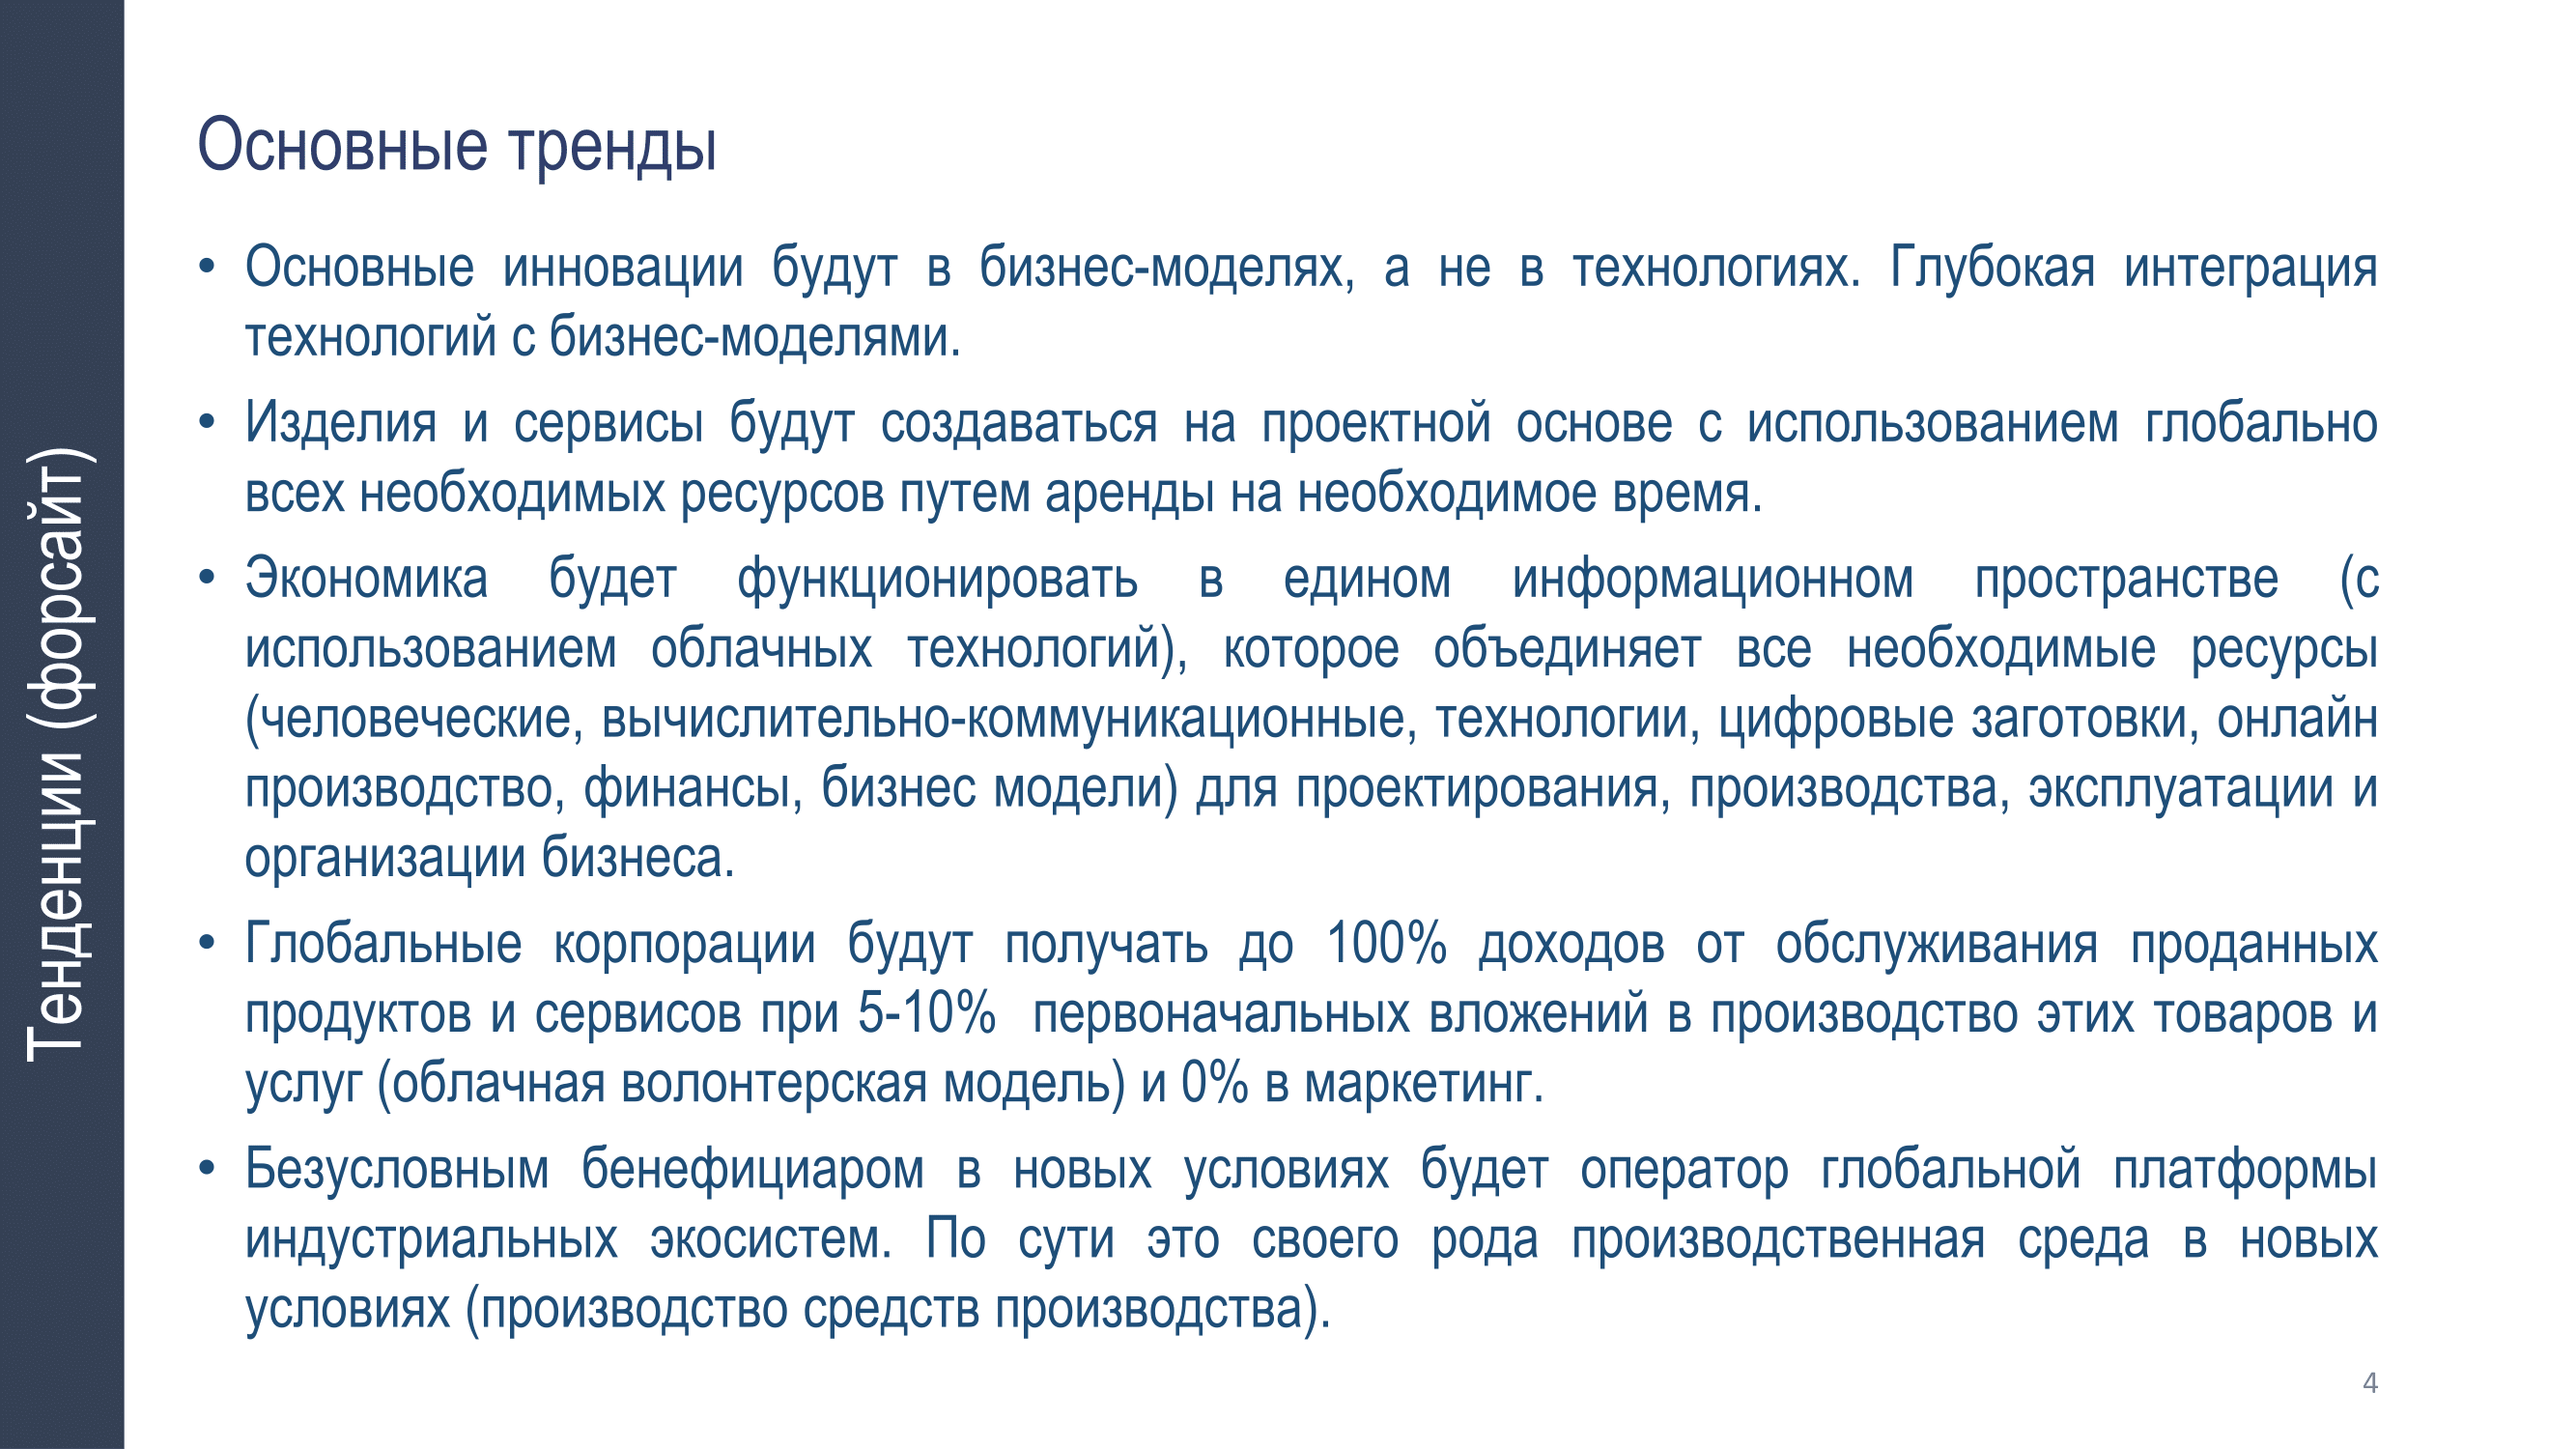 Тенденции (форсайт)
Основные тренды
• Основные инновации будут в бизнес-моделях, а не в технологиях. Глубокая интеграция
технологий с бизнес-моделями.
• Изделия и сервисы будут создаваться на проектной основе с использованием глобально
всех необходимых ресурсов путем аренды на необходимое время.
• Экономика будет функционировать в едином информационном пространстве (с
использованием облачных технологий), которое объединяет все необходимые ресурсы
(человеческие, вычислительно-коммуникационные, технологии, цифровые заготовки, онлайн
производство, финансы, бизнес модели) для проектирования, производства, эксплуатации и
организации бизнеса.
• Глобальные корпорации будут получать до 100% доходов от обслуживания проданных
продуктов и сервисов при 5-10% первоначальных вложений в производство этих товаров и
услуг (облачная волонтерская модель) и 0% в маркетинг.
• Безусловным бенефициаром в новых условиях будет оператор глобальной платформы
индустриальных экосистем. По сути это своего рода производственная среда в новых
условиях (производство средств производства).
4